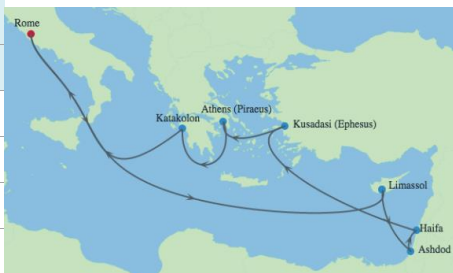 Rome
Athens (Piraeus)
Katakolon
Kusadasi (Ephesus)
Limassol
Haifa
Ashdod